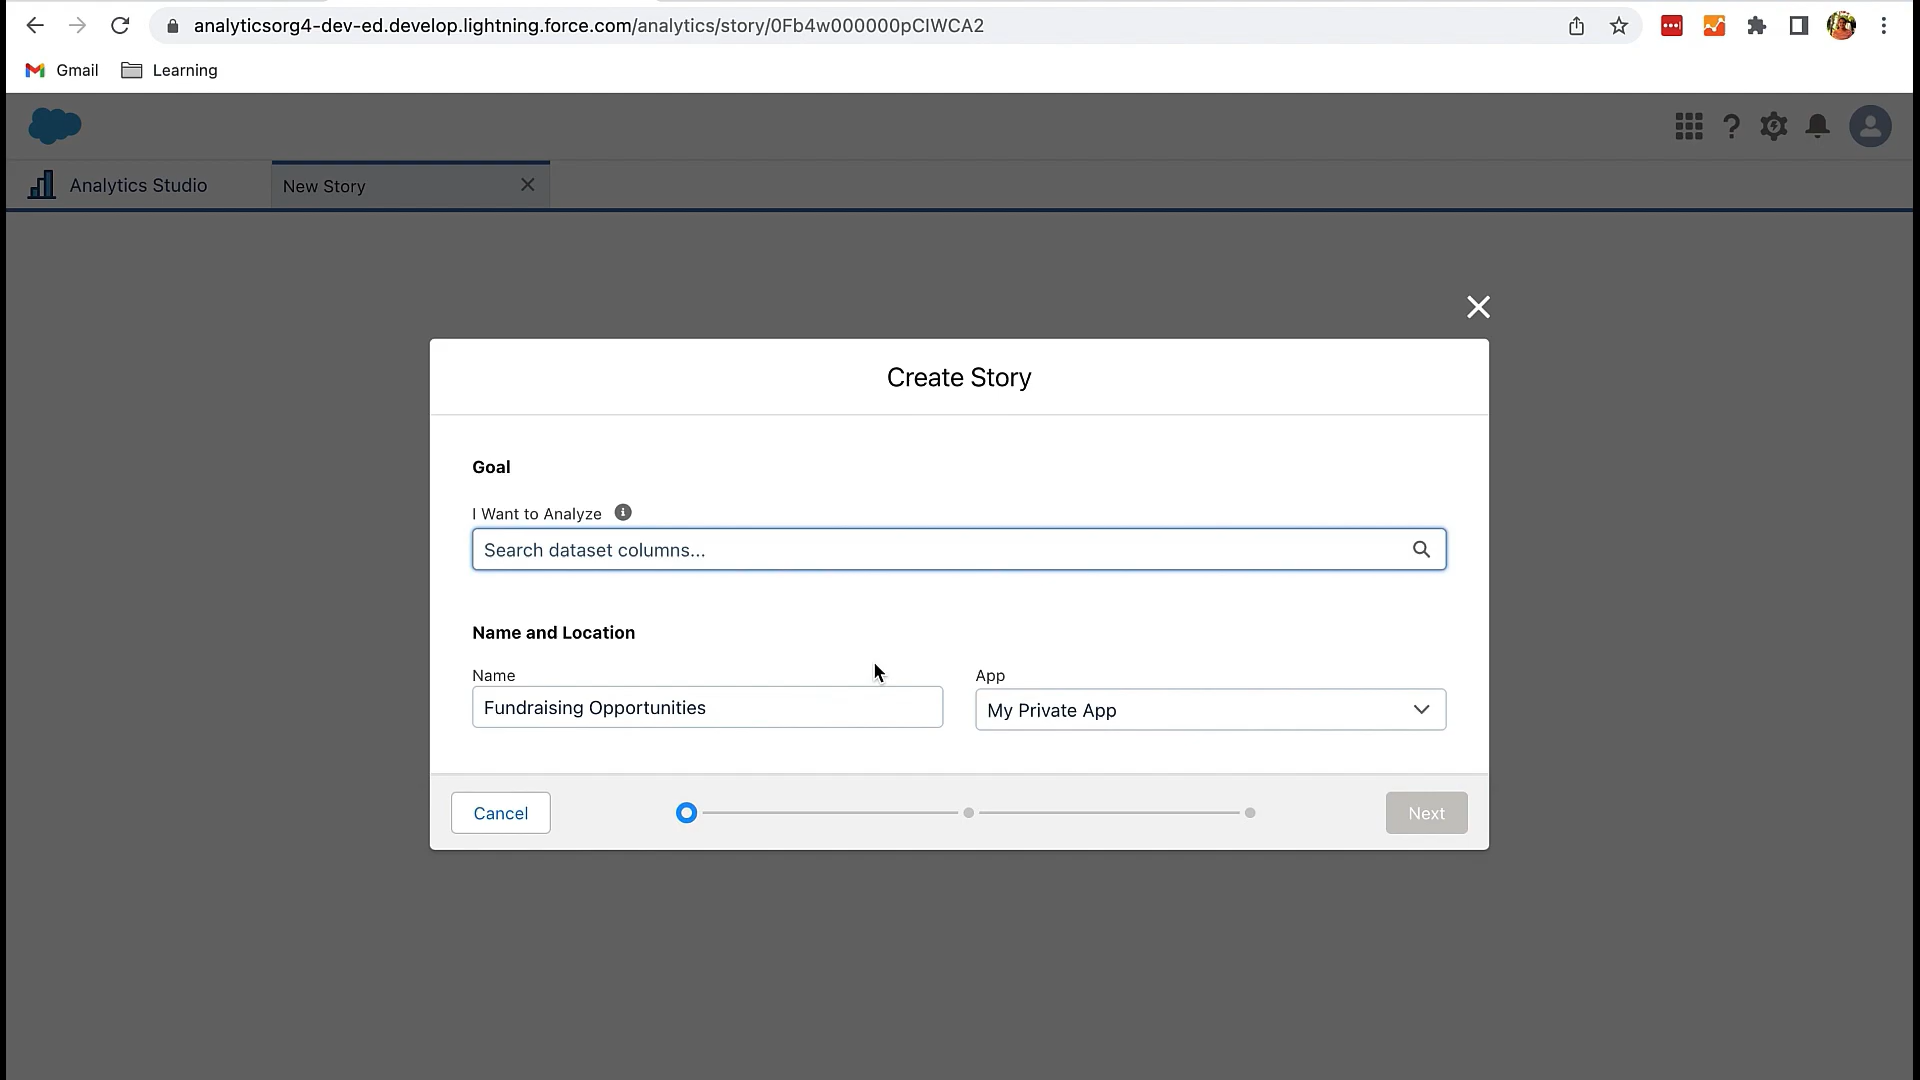 analyticsorg4-dev-ed.develop.lightning.force.com/analytics/story/0Fb4w000000pCIWCA2
Gmail
Learning
Analytics Studio
New Story
Create Story
Goal
I Want to Analyze
Search dataset columns...
Name and Location
Name
App
Fundraising Opportunities
My Private App
Cancel
Next